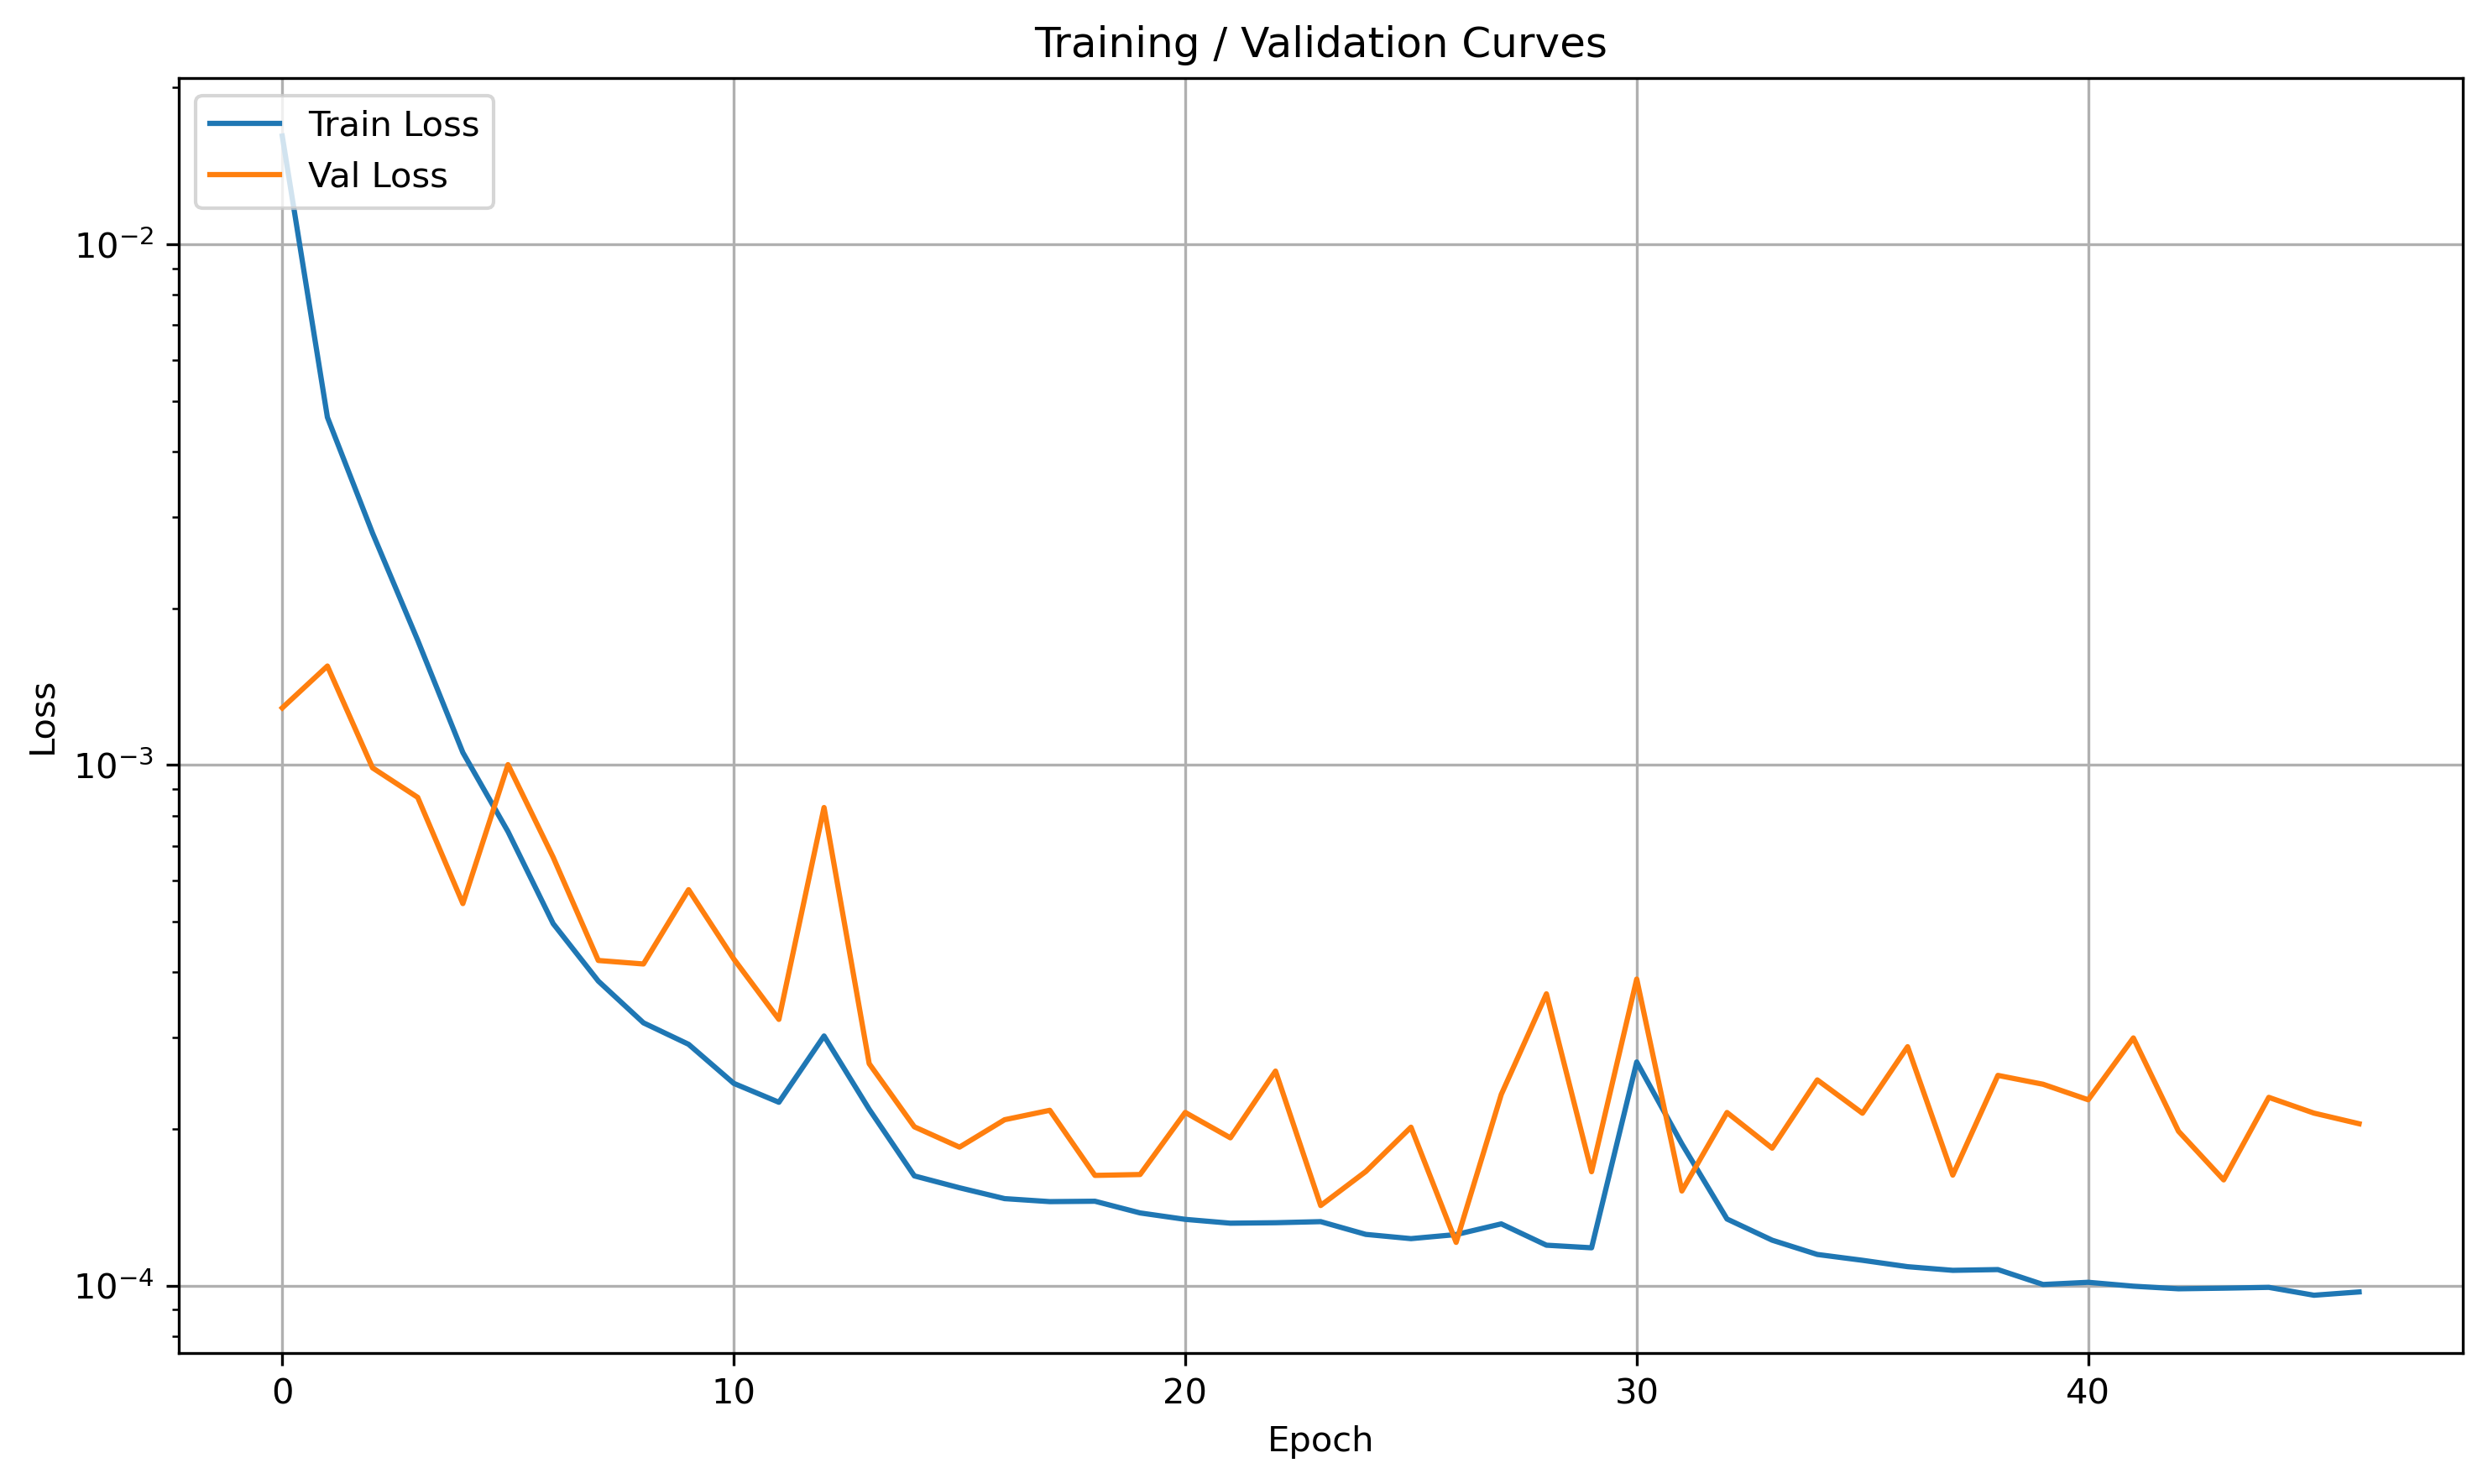 Training / Validation Curves
Train Loss
Val Loss
Loss
10⁻²
10⁻³
10⁻⁴
0 10 20 30 40
Epoch